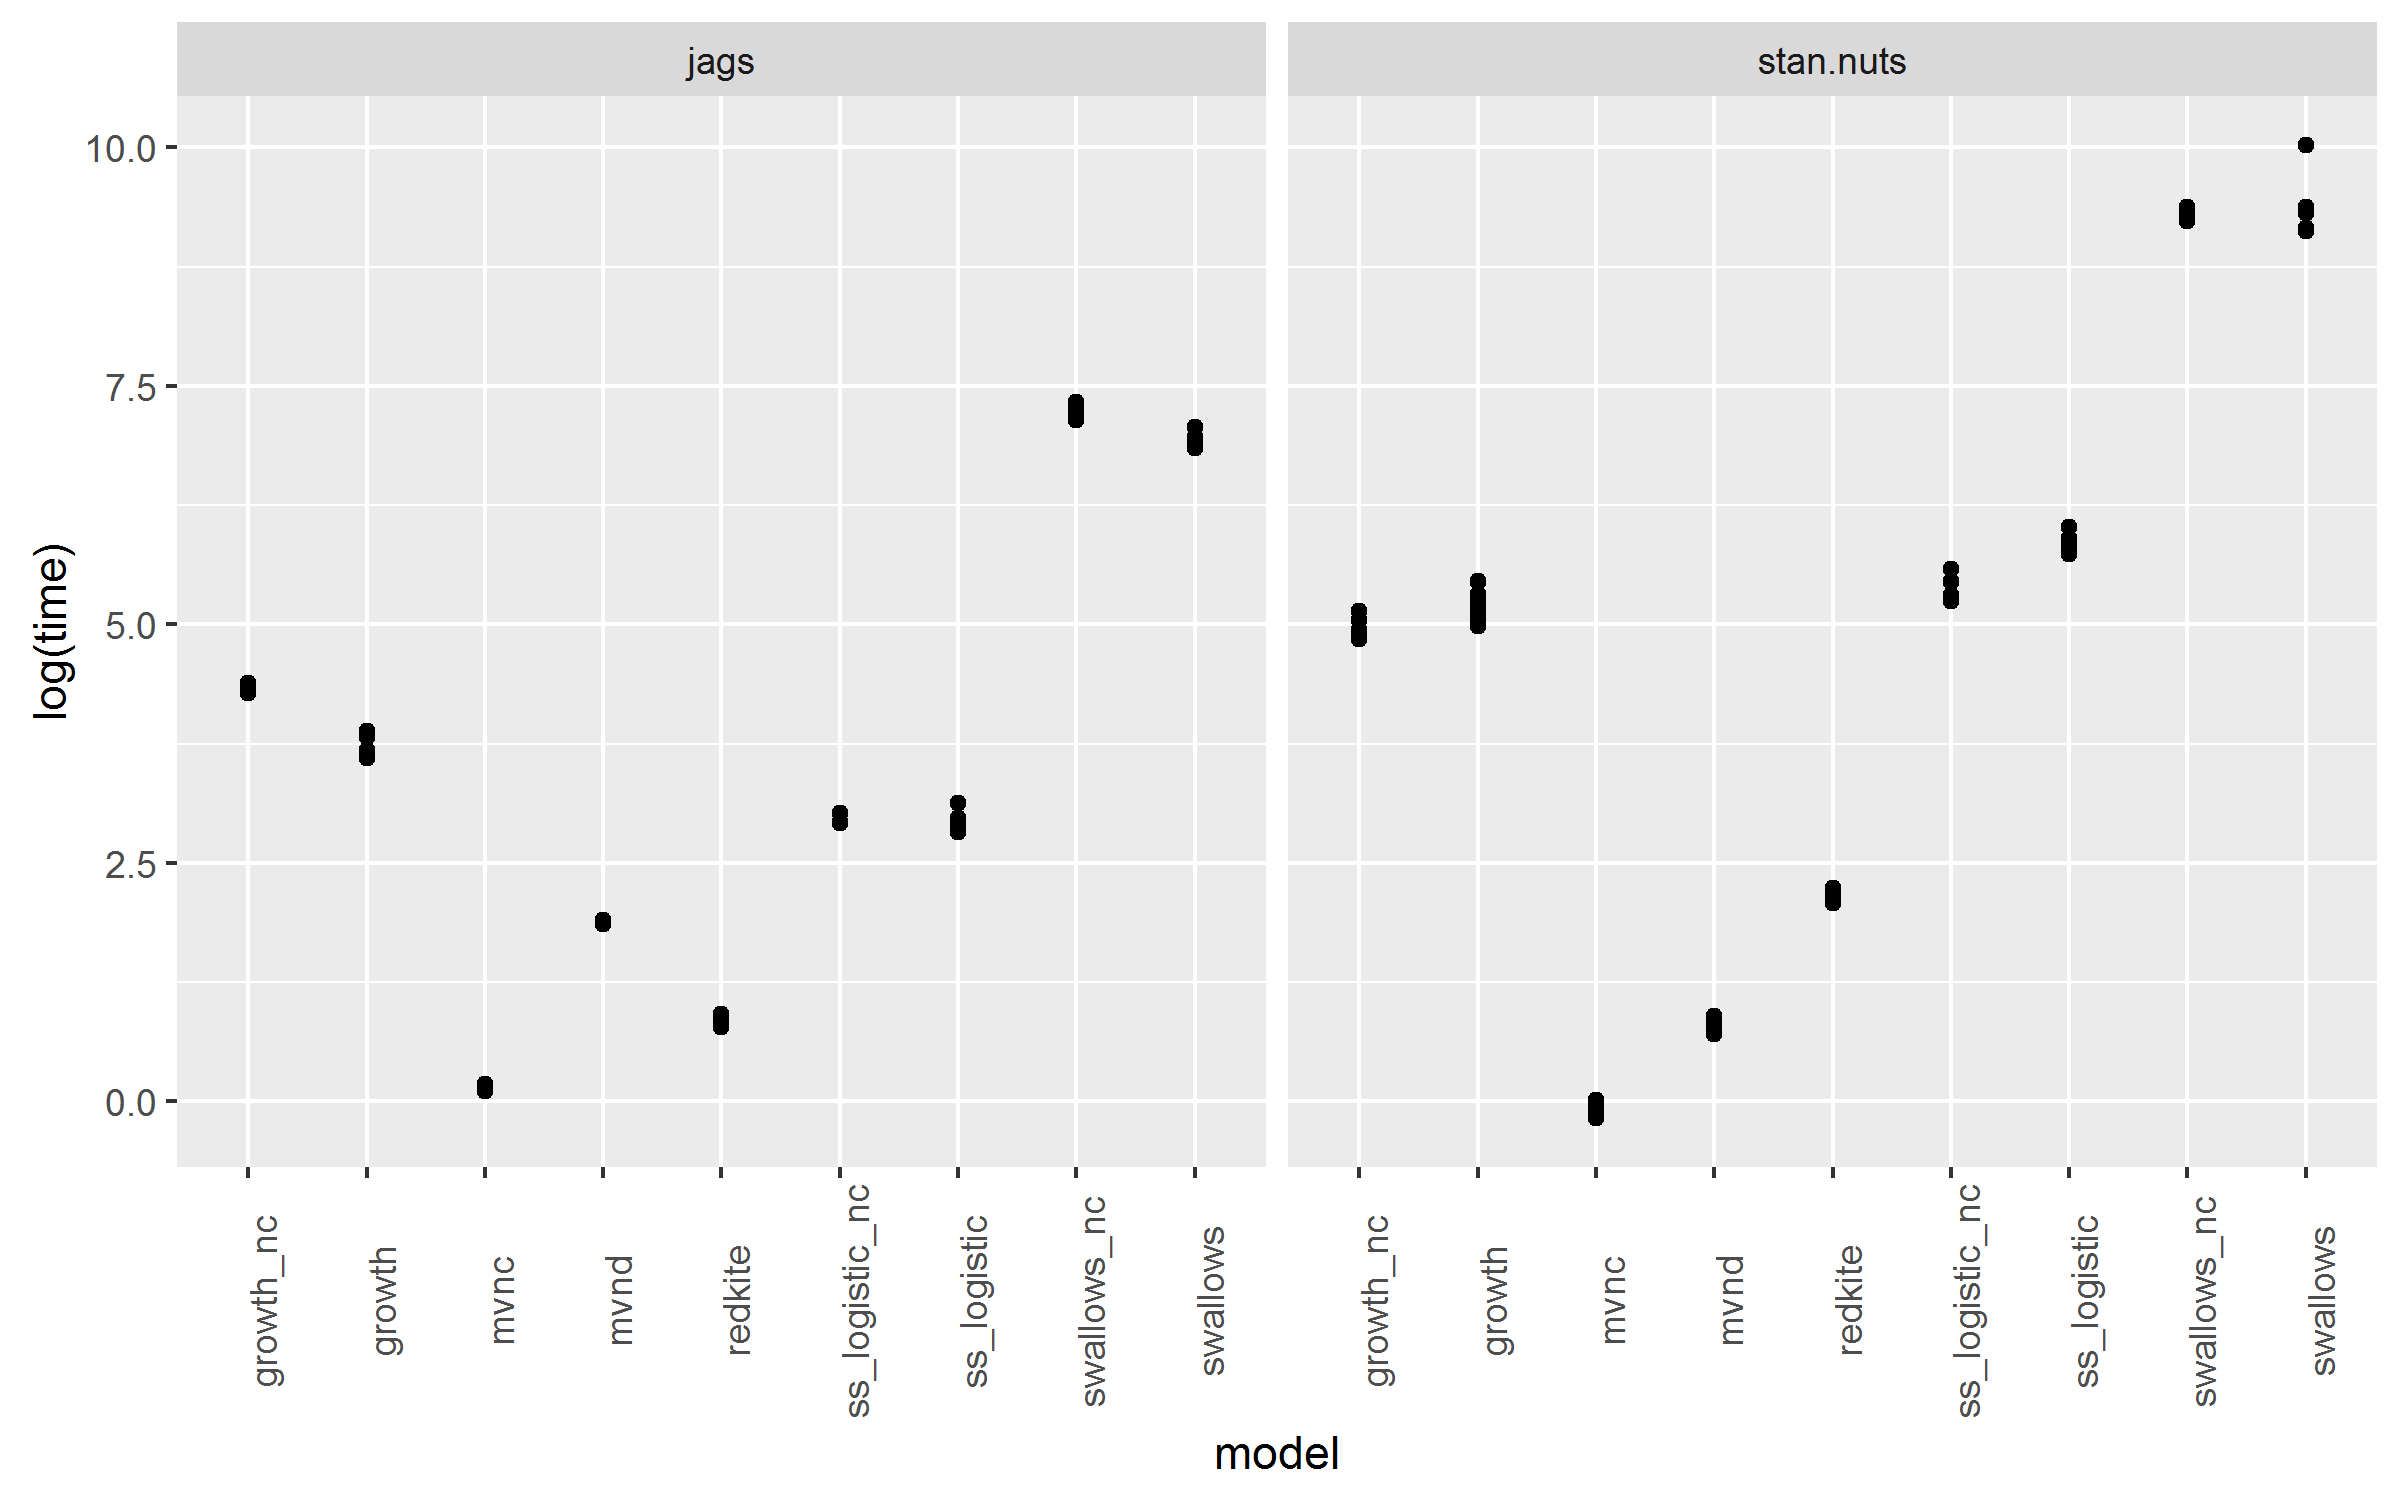 jags
stan.nuts
log(time)
10.0
7.5
5.0
2.5
0.0
growth_nc
growth
mvnc
mvnd
redkite
ss_logistic_nc
ss_logistic
swallows_nc
swallows
growth_nc
growth
mvnc
mvnd
redkite
ss_logistic_nc
ss_logistic
swallows_nc
swallows
model